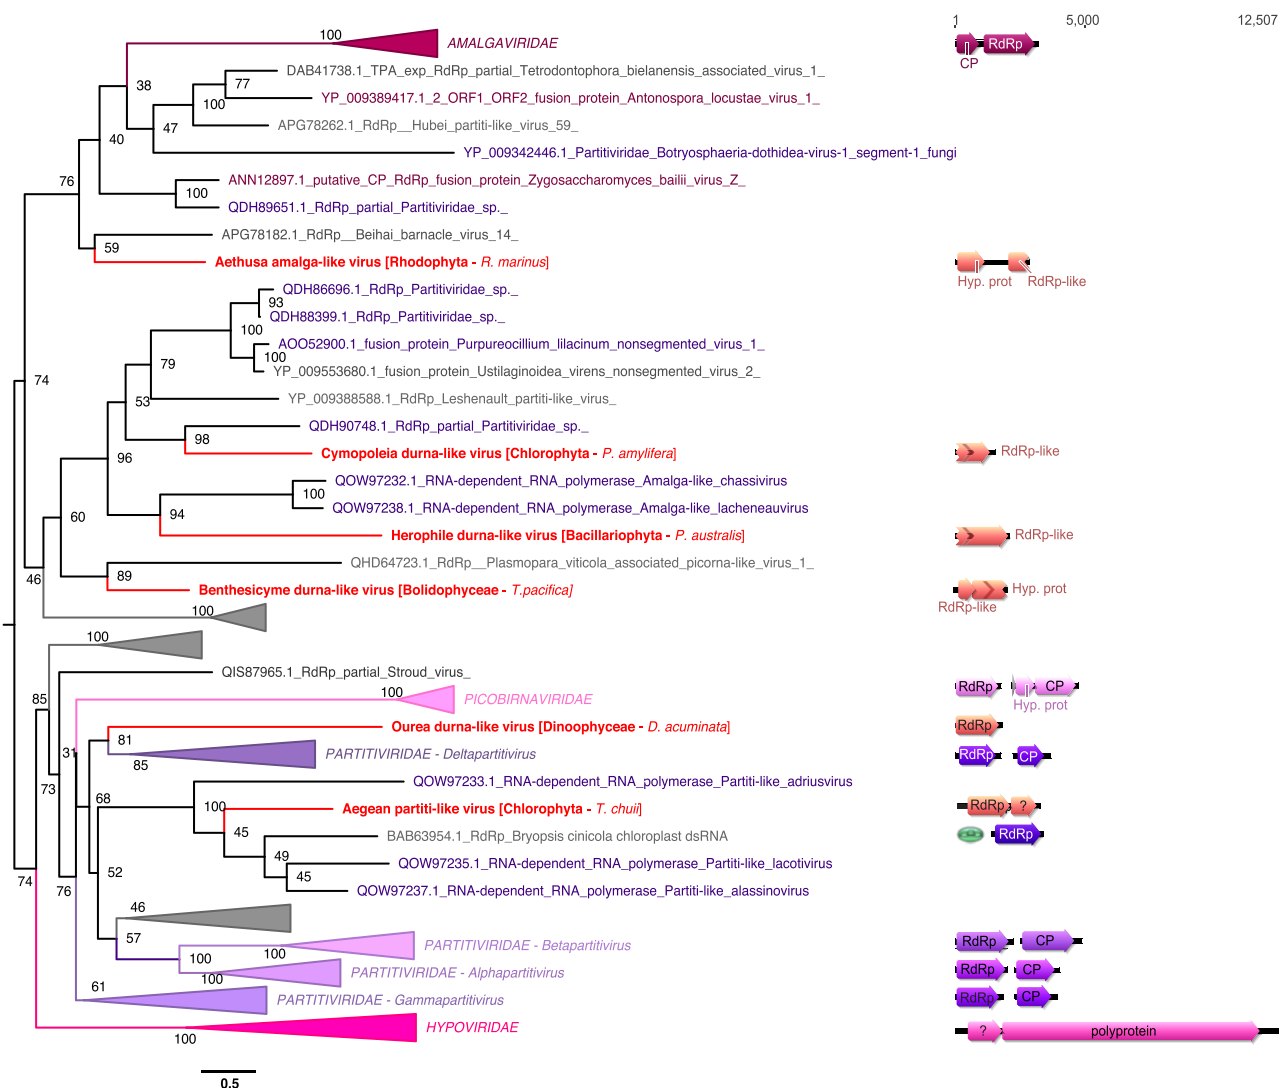 1 5,000 12,507
100 AMALGAVIRIDAE CP RdRp
38 DAB41738.1_TPA_exp_RdRp_partial_Tetrodontophora_bielanensis_associated_virus_1_
77
100 YP_009389417.1_2_ORF1_ORF2_fusion_protein_Antonospora_locustae_virus_1_
47 APG78262.1_RdRp__Hubei_partiti-like_virus_59_
40
YP_009342446.1_Partitiviridae_Botryosphaeria-dothidea-virus-1_segment-1_fungi
76 ANN12897.1_putative_CP_RdRp_fusion_protein_Zygosaccharomyces_bailii_virus_Z_
100
QDH89651.1_RdRp_partial_Partitiviridae_sp._
APG78182.1_RdRp__Beihai_barnacle_virus_14_
59
Aethusa amalga-like virus [Rhodophyta - R. marinus] Hyp. prot RdRp-like
QDH86696.1_RdRp_Partitiviridae_sp._
93
QDH88399.1_RdRp_Partitiviridae_sp._
100
AOO52900.1_fusion_protein_Purpureocillium_lilacinum_nonsegmented_virus_1_
100
79 YP_009553680.1_fusion_protein_Ustilaginoidea_virens_nonsegmented_virus_2_
74
53 YP_009388588.1_RdRp_Leshenault_partiti-like_virus_
QDH90748.1_RdRp_partial_Partitiviridae_sp._
98
Cymopoleia durna-like virus [Chlorophyta - P. amylifera] RdRp-like
96
QOW97232.1_RNA-dependent_RNA_polymerase_Amalga-like_chassivirus
100
QOW97238.1_RNA-dependent_RNA_polymerase_Amalga-like_lacheneauvirus
94
60
Herophile durna-like virus [Bacillariophyta - P. australis] RdRp-like
QHD64723.1_RdRp__Plasmopara_viticola_associated_picorna-like_virus_1_
89
46
Benthesicyme durna-like virus [Bolidophyceae - T.pacifica] Hyp. prot
RdRp-like
100
100
QIS87965.1_RdRp_partial_Stroud_virus_
85 100 PICOBIRNAVIRIDAE RdRp CP
Hyp. prot
Ourea durna-like virus [Dinoophyceae - D. acuminata] RdRp
81
31 PARTITIVIRIDAE - Deltapartitivirus RdRp CP
85
73 QOW97233.1_RNA-dependent_RNA_polymerase_Partiti-like_adriusvirus
68 100 Aegean partiti-like virus [Chlorophyta - T. chuii] RdRp ?
45 BAB63954.1_RdRp_Bryopsis cinicola chloroplast dsRNA RdRp
49 QOW97235.1_RNA-dependent_RNA_polymerase_Partiti-like_lacotivirus
52
74 76 45
QOW97237.1_RNA-dependent_RNA_polymerase_Partiti-like_alassinovirus
46
57
100 PARTITIVIRIDAE - Betapartitivirus RdRp CP
100
100 PARTITIVIRIDAE - Alphapartitivirus RdRp CP
61 PARTITIVIRIDAE - Gammapartitivirus RdRp CP
100 HYPOVIRIDAE ? polyprotein
0.5